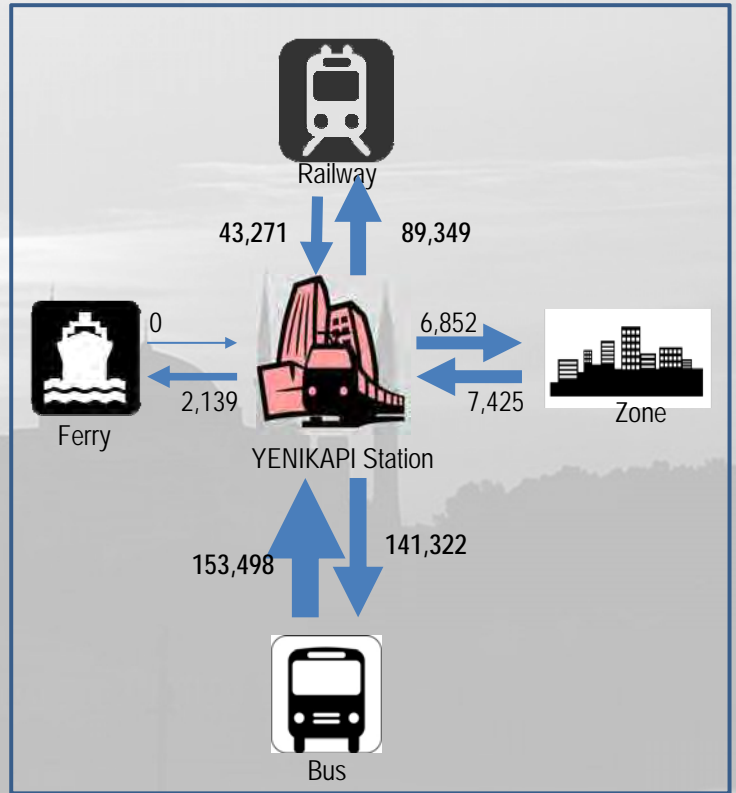 Railway
43,271
89,349
0
6,852
2,139
7,425
Ferry
Zone
YENIKAPI Station
153,498
141,322
Bus